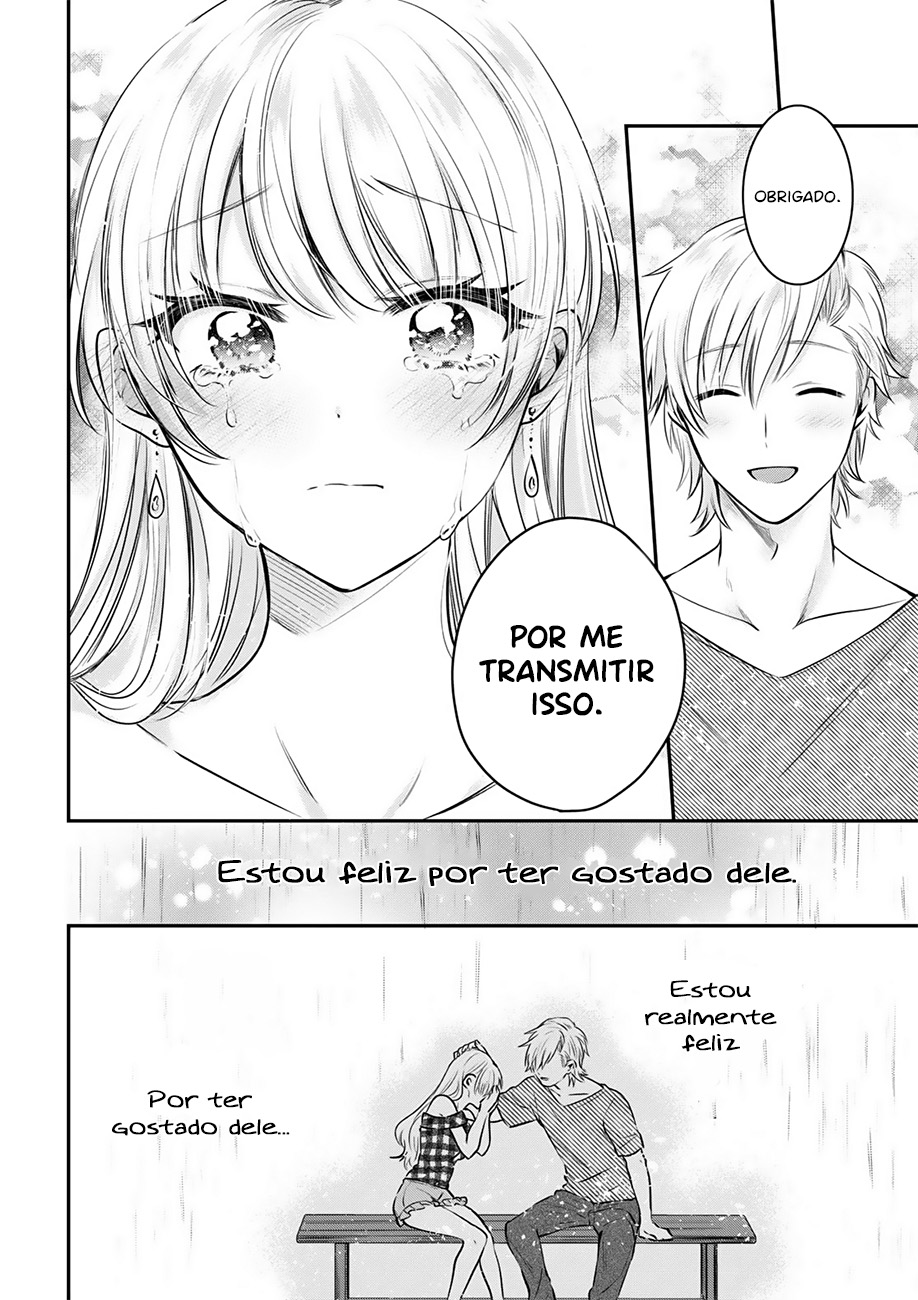 OBRIGADO.
POR ME
TRANSMITIR
ISSO.
Estou feliz por ter gostado dele.
Estou
realmente
feliz
Por ter
gostado dele...